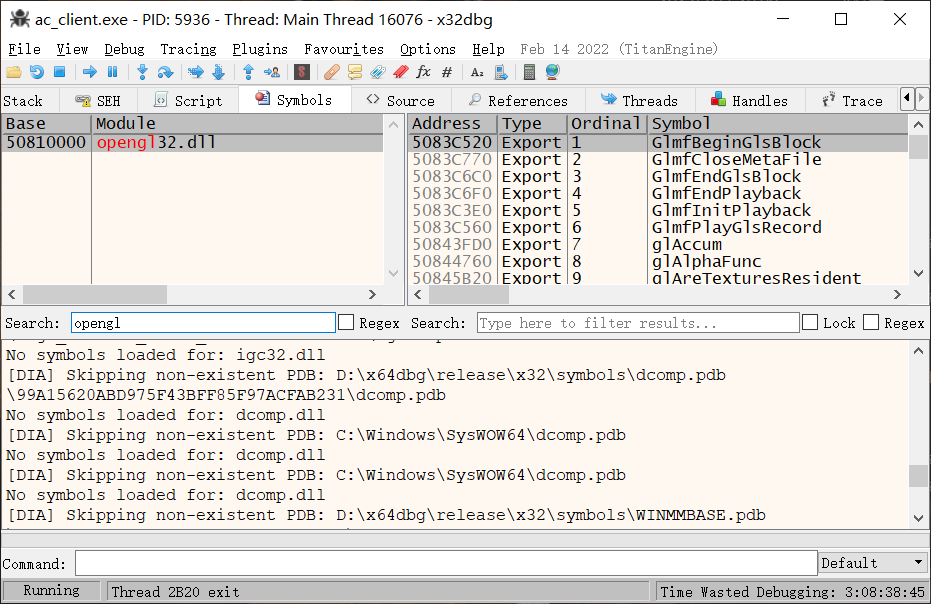 ac_client.exe - PID: 5936 - Thread: Main Thread 16076 - x32dbg
File View Debug Tracing Plugins Favourites Options Help Feb 14 2022 (TitanEngine)
Stack SEH Script Symbols Source References Threads Handles Trace
Base Module Address Type Ordinal Symbol
50810000 opengl32.dll 5083C520 Export 1 GlmfBeginGlsBlock
5083C770 Export 2 GlmfCloseMetaFile
5083C6C0 Export 3 GlmfEndGlsBlock
5083C6F0 Export 4 GlmfEndPlayback
5083C3E0 Export 5 GlmfInitPlayback
5083C560 Export 6 GlmfPlayGlsRecord
50843FD0 Export 7 glAccum
50844760 Export 8 glAlphaFunc
50845B20 Export 9 glAreTexturesResident
Search: opengl Regex Search: Type here to filter results... Lock Regex
No symbols loaded for: igc32.dll
[DIA] Skipping non-existent PDB: D:\x64dbg\release\x32\symbols\dcomp.pdb
\99A15620ABD975F43BFF85F97ACFAB231\dcomp.pdb
No symbols loaded for: dcomp.dll
[DIA] Skipping non-existent PDB: C:\Windows\SysWOW64\dcomp.pdb
No symbols loaded for: dcomp.dll
[DIA] Skipping non-existent PDB: C:\Windows\SysWOW64\dcomp.pdb
No symbols loaded for: dcomp.dll
[DIA] Skipping non-existent PDB: D:\x64dbg\release\x32\symbols\WINMMBASE.pdb
Command: Default
Running Thread 2B20 exit Time Wasted Debugging: 3:08:38:45